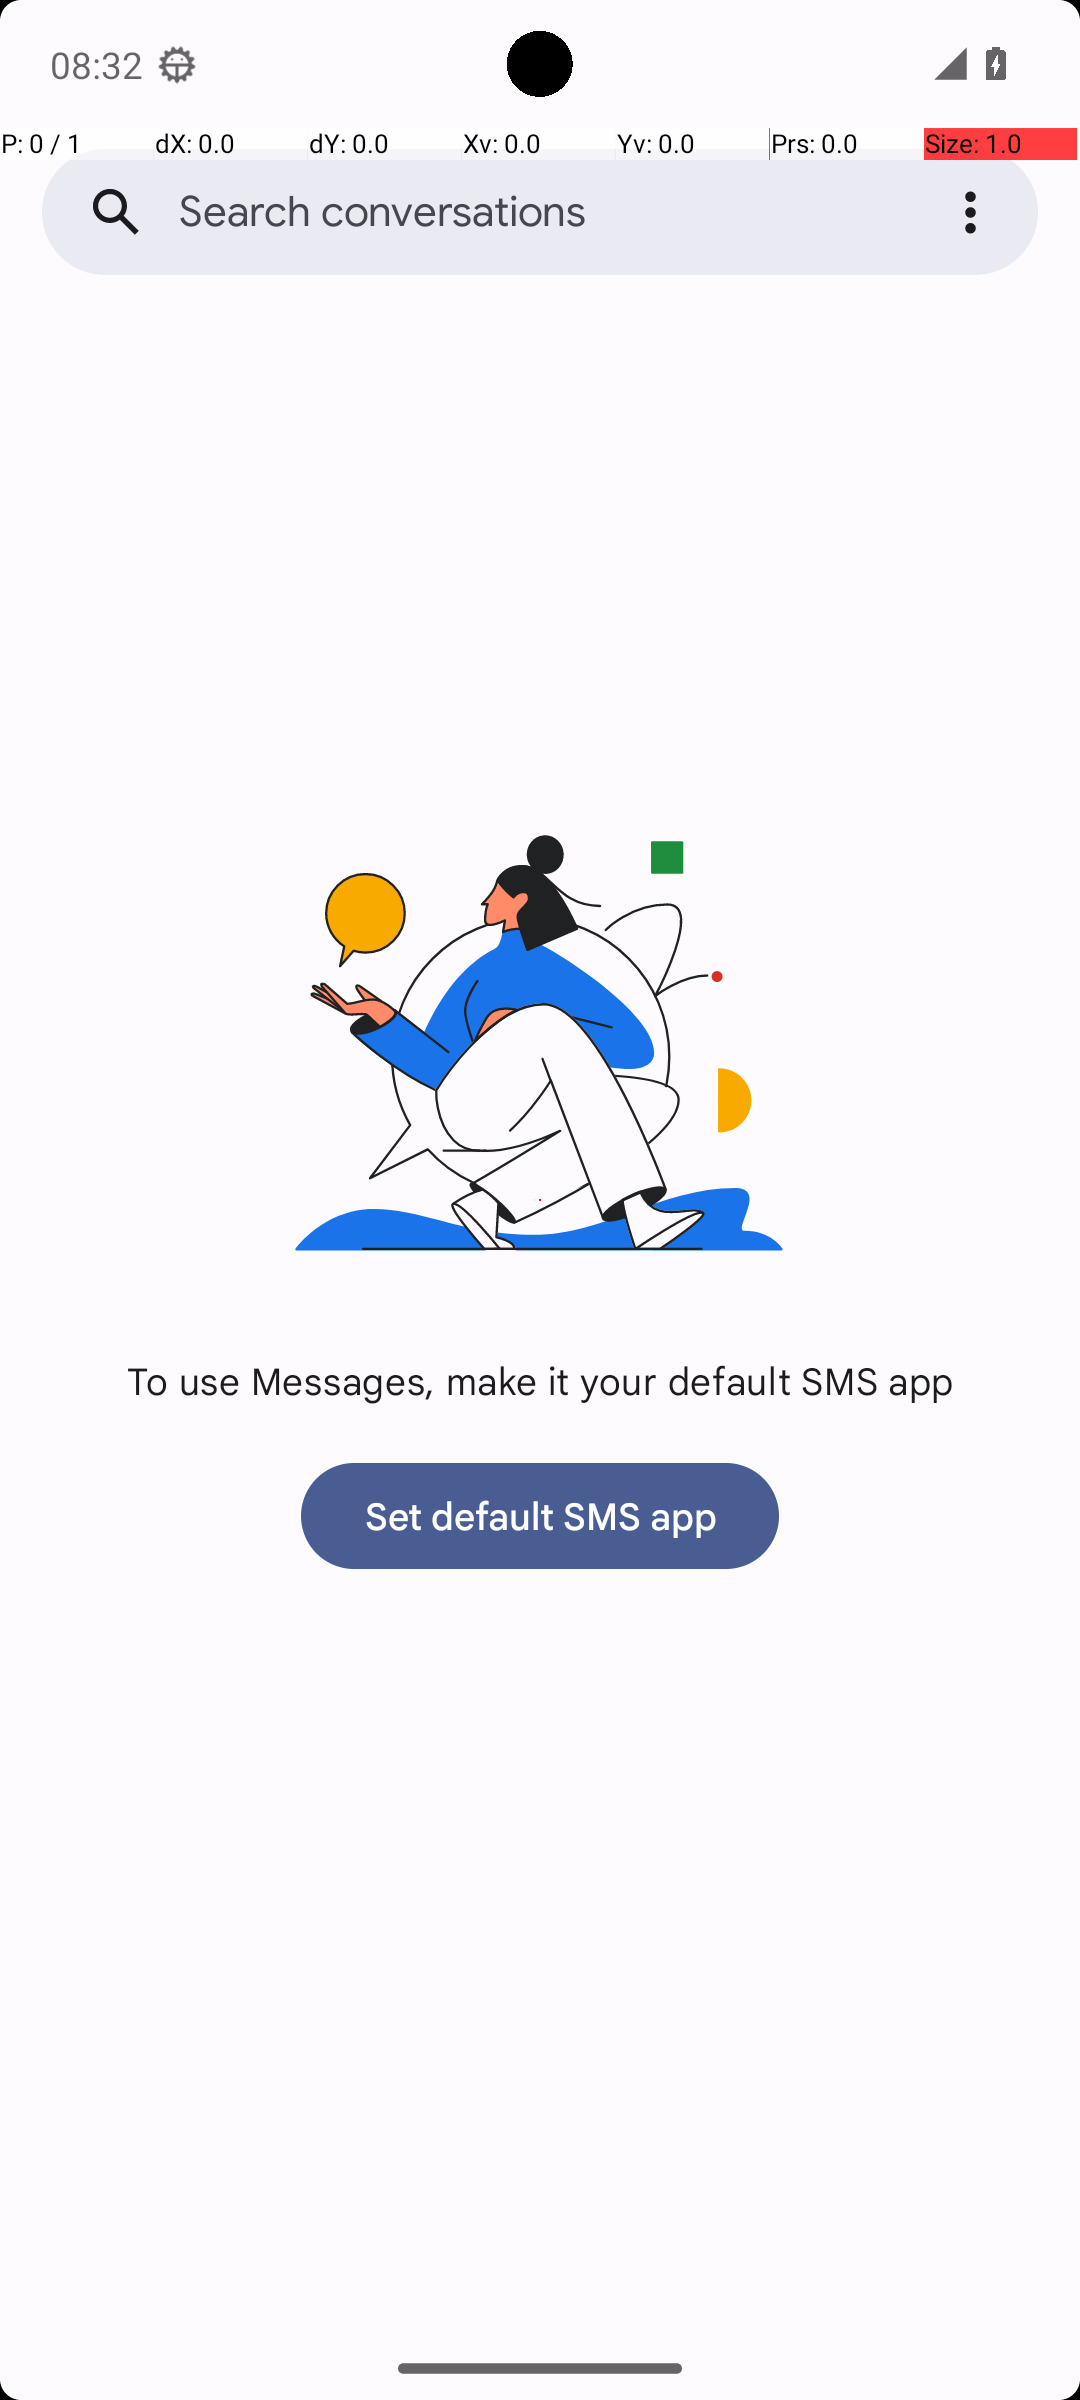 08:32
P: 0 / 1 dX: 0.0 dY: 0.0 Xv: 0.0 Yv: 0.0 Prs: 0.0 Size: 1.0
Search conversations
To use Messages, make it your default SMS app
Set default SMS app